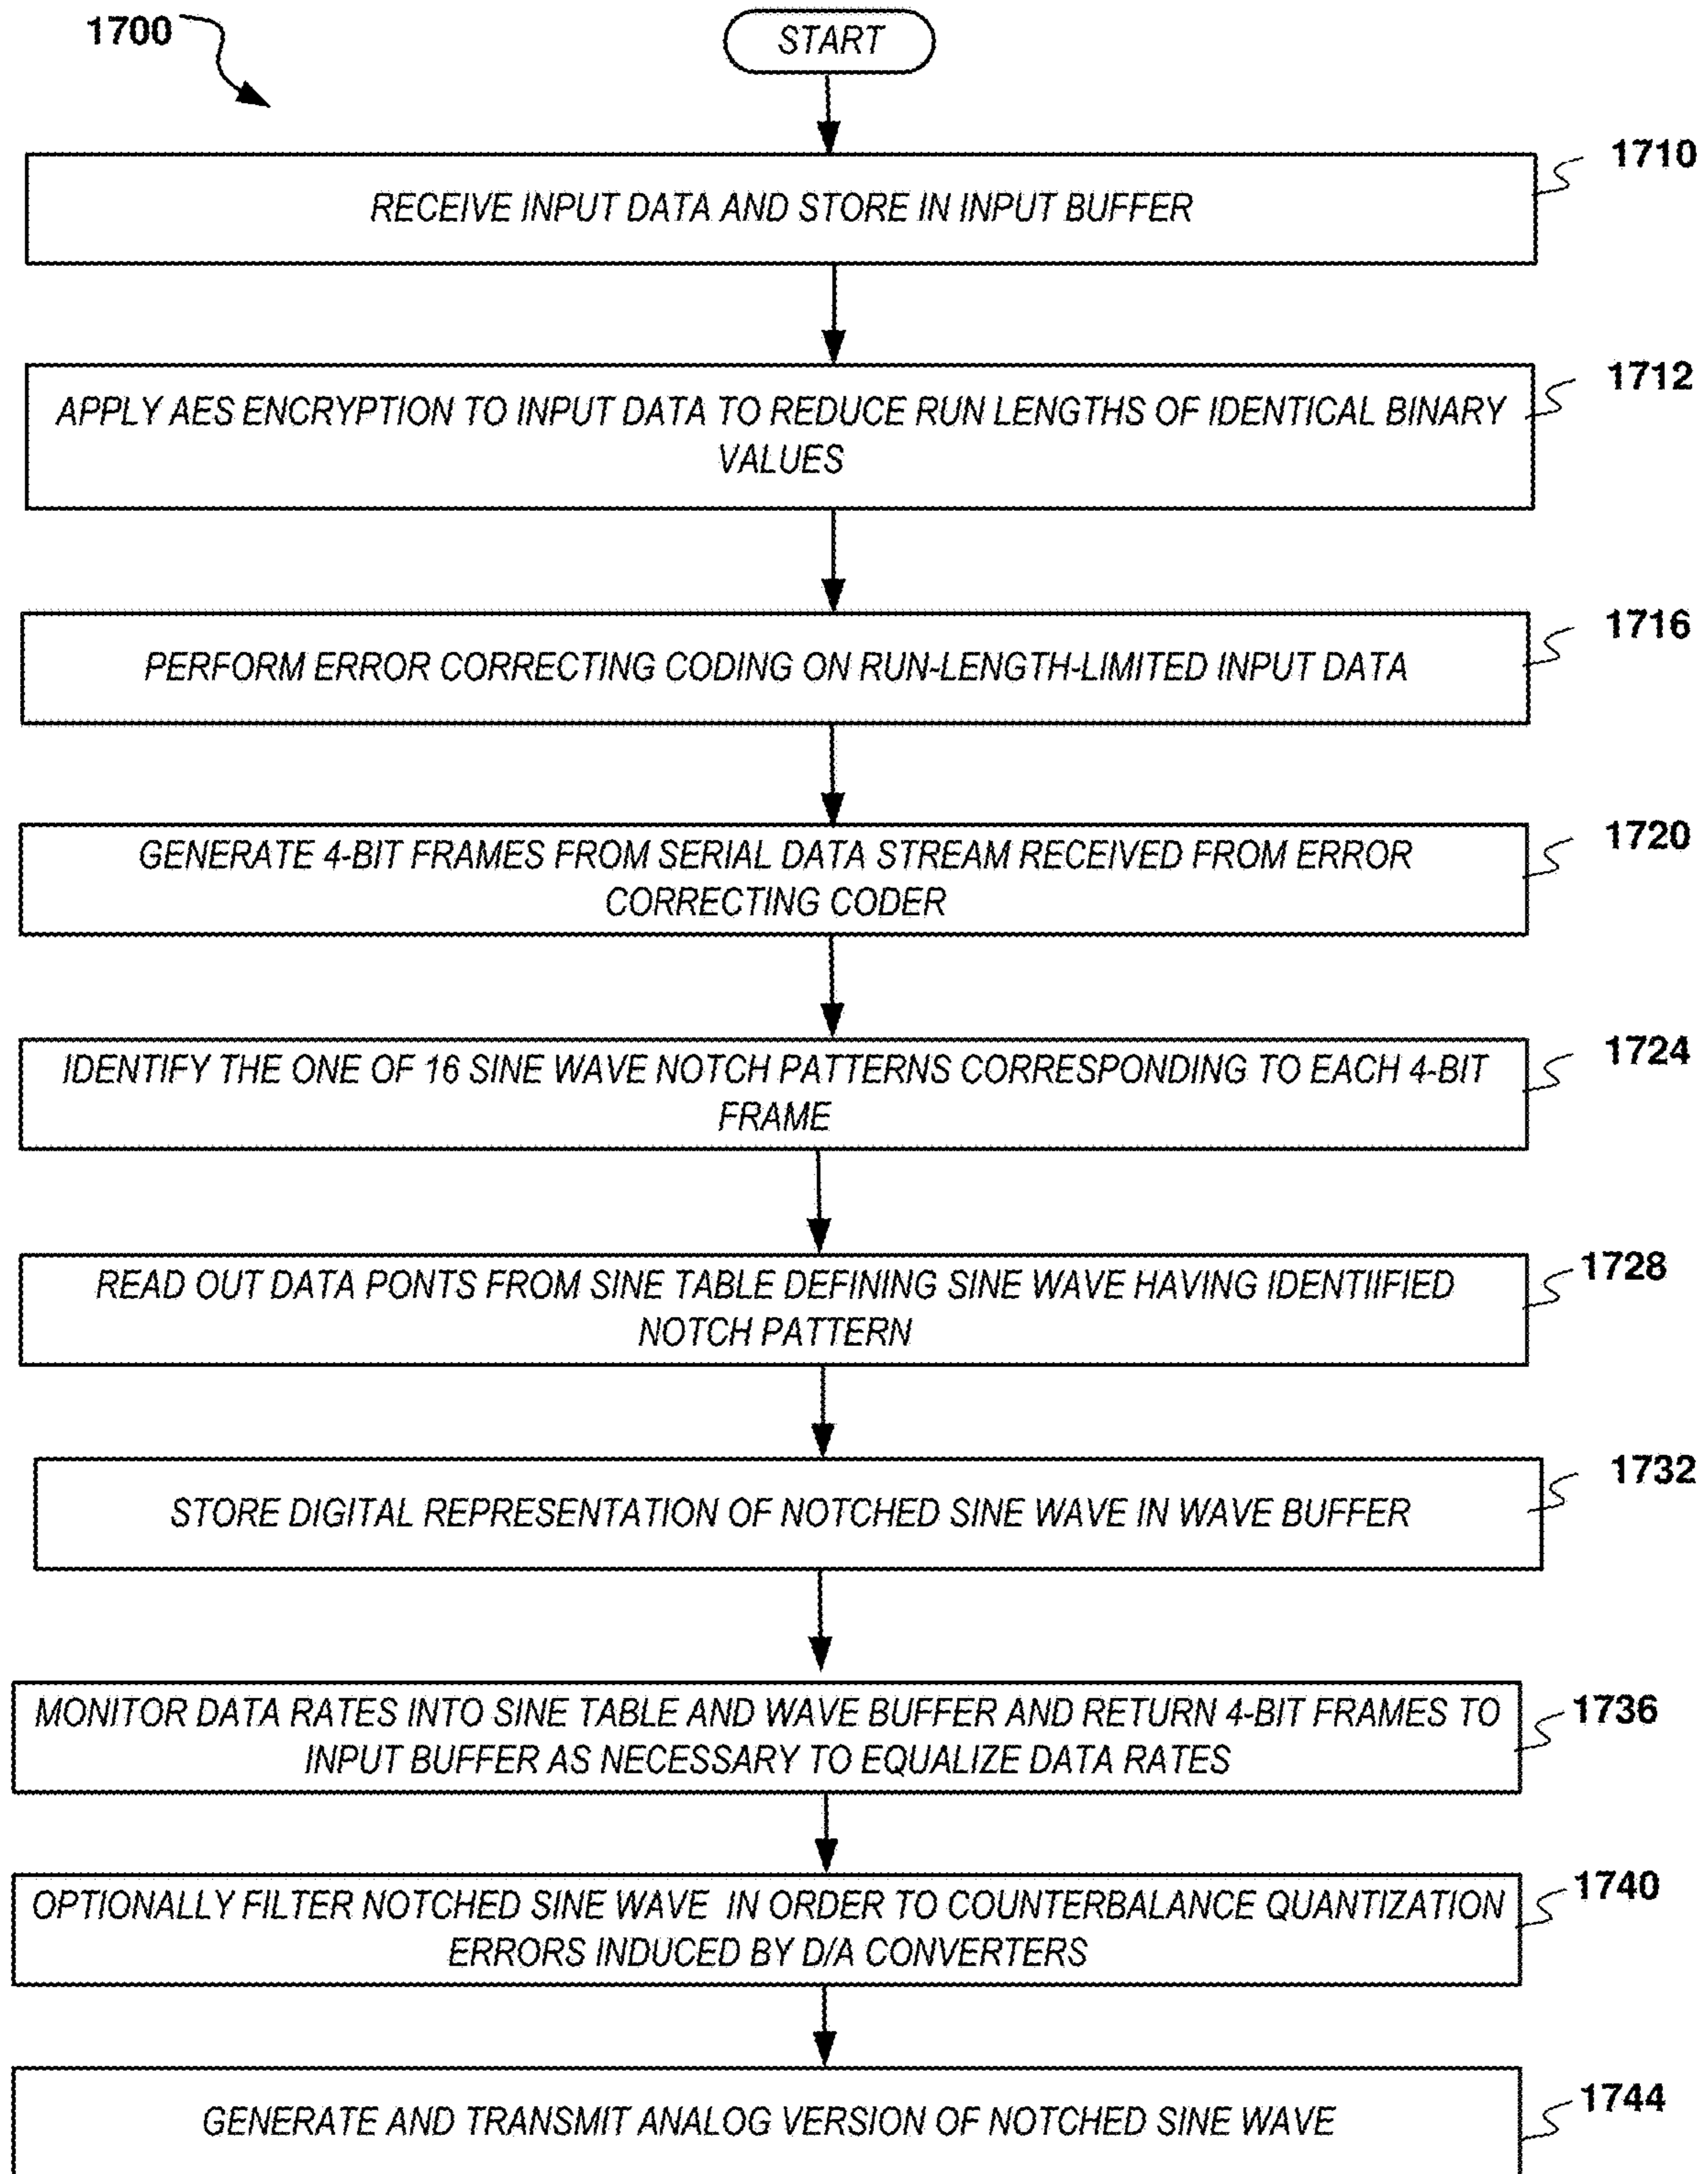 1700
START
1710
RECEIVE INPUT DATA AND STORE IN INPUT BUFFER
1712
APPLY AES ENCRYPTION TO INPUT DATA TO REDUCE RUN LENGTHS OF IDENTICAL BINARY
VALUES
1716
PERFORM ERROR CORRECTING CODING ON RUN-LENGTH-LIMITED INPUT DATA
1720
GENERATE 4-BIT FRAMES FROM SERIAL DATA STREAM RECEIVED FROM ERROR
CORRECTING CODER
1724
IDENTIFY THE ONE OF 16 SINE WAVE NOTCH PATTERNS CORRESPONDING TO EACH 4-BIT
FRAME
1728
READ OUT DATA PONTS FROM SINE TABLE DEFINING SINE WAVE HAVING IDENTIIFIED
NOTCH PATTERN
1732
STORE DIGITAL REPRESENTATION OF NOTCHED SINE WAVE IN WAVE BUFFER
1736
MONITOR DATA RATES INTO SINE TABLE AND WAVE BUFFER AND RETURN 4-BIT FRAMES TO
INPUT BUFFER AS NECESSARY TO EQUALIZE DATA RATES
1740
OPTIONALLY FILTER NOTCHED SINE WAVE IN ORDER TO COUNTERBALANCE QUANTIZATION
ERRORS INDUCED BY D/A CONVERTERS
1744
GENERATE AND TRANSMIT ANALOG VERSION OF NOTCHED SINE WAVE